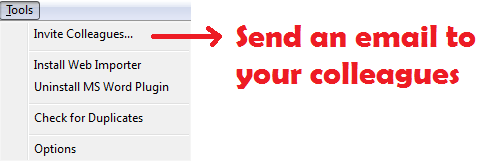 Tools
Invite Colleagues...
Send an email to
your colleagues
Install Web Importer
Uninstall MS Word Plugin
Check for Duplicates
Options